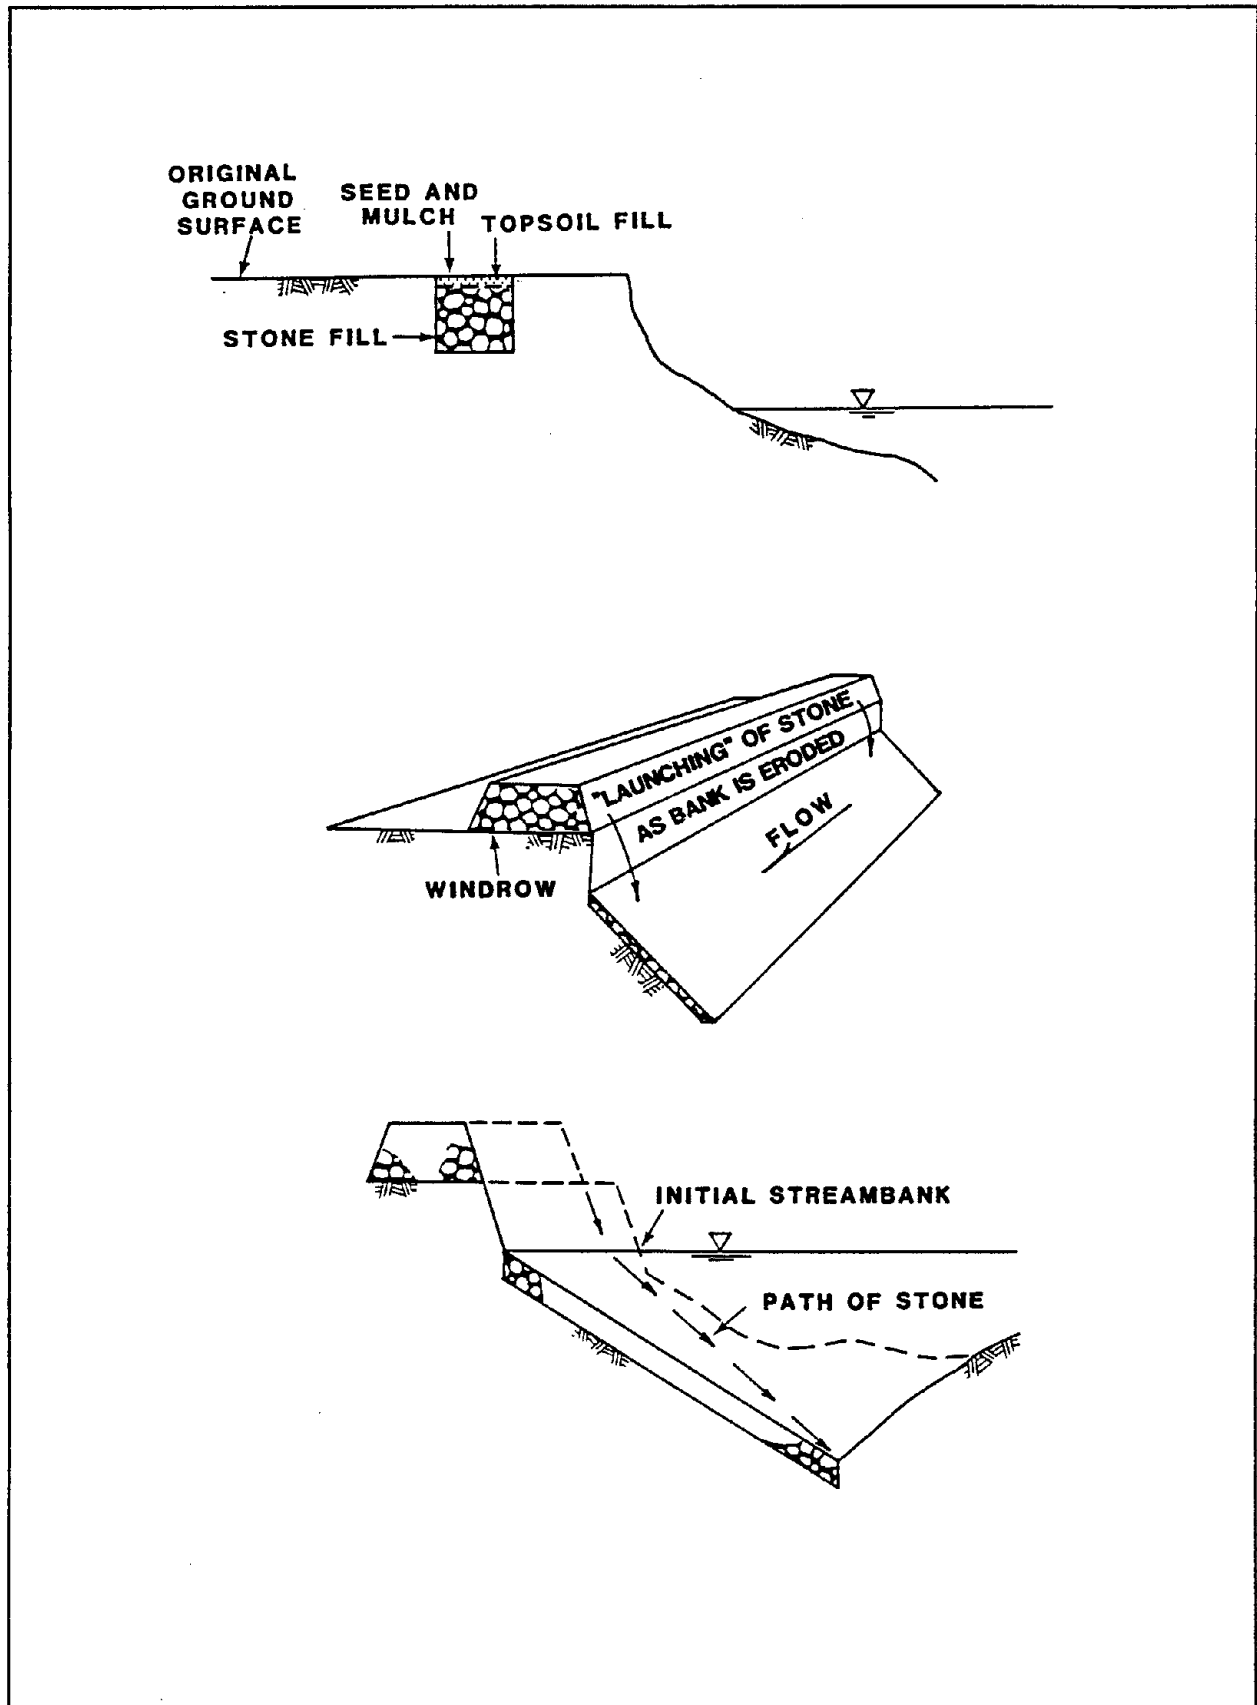 ORIGINAL
GROUND
SURFACE
SEED AND
MULCH
TOPSOIL FILL
STONE FILL
"LAUNCHING" OF STONE
AS BANK IS ERODED
FLOW
WINDROW
INITIAL STREAMBANK
PATH OF STONE